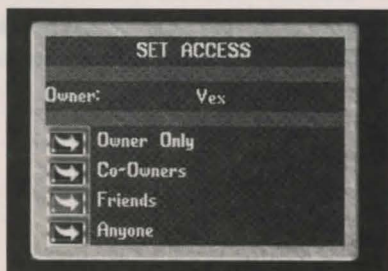 SET ACCESS
Owner: Vex
Owner Only
Co-Owners
Friends
Anyone